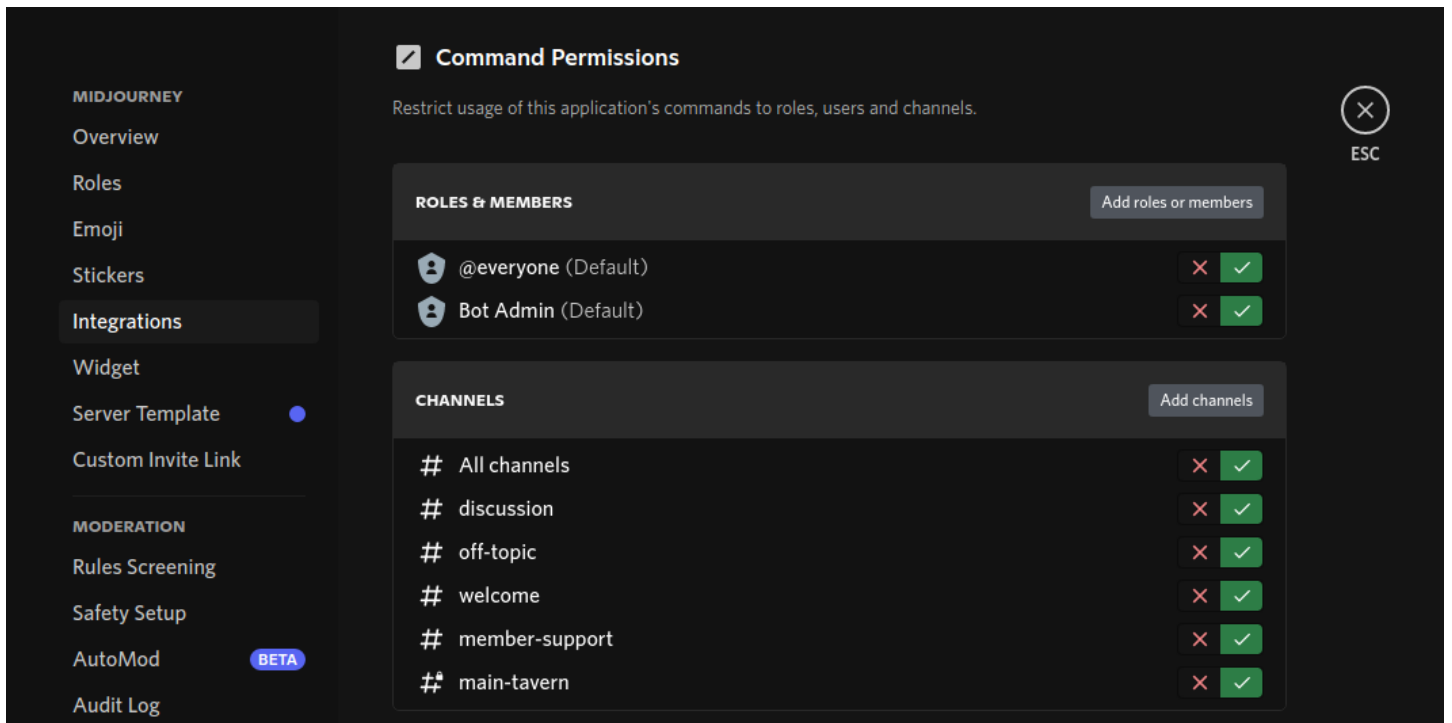 MIDJOURNEY
Overview
Roles
Emoji
Stickers
Integrations
Widget
Server Template
Custom Invite Link
MODERATION
Rules Screening
Safety Setup
AutoMod BETA
Audit Log
Command Permissions
Restrict usage of this application's commands to roles, users and channels.
ROLES & MEMBERS Add roles or members
@everyone (Default)
Bot Admin (Default)
CHANNELS Add channels
# All channels
# discussion
# off-topic
# welcome
# member-support
# main-tavern
ESC